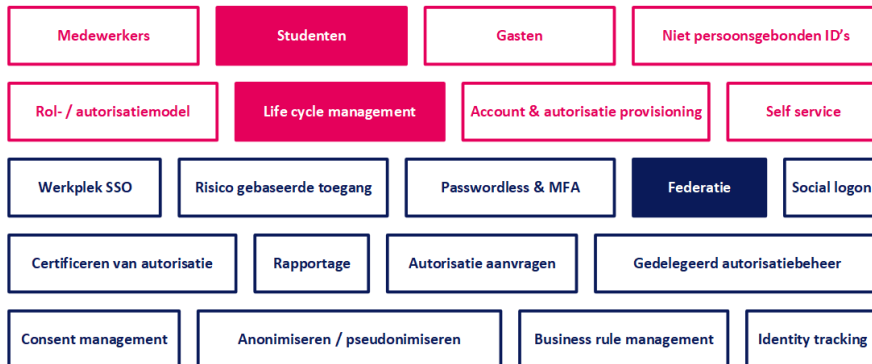 Medewerkers
Studenten
Gasten
Niet persoonsgebonden ID's
Rol- / autorisatiemodel
Life cycle management
Account & autorisatie provisioning
Self service
Werkplek SSO
Risico gebaseerde toegang
Passwordless & MFA
Federatie
Social logon
Certificeren van autorisatie
Rapportage
Autorisatie aanvragen
Gedelegeerd autorisatiebeheer
Consent management
Anonimiseren / pseudonimiseren
Business rule management
Identity tracking